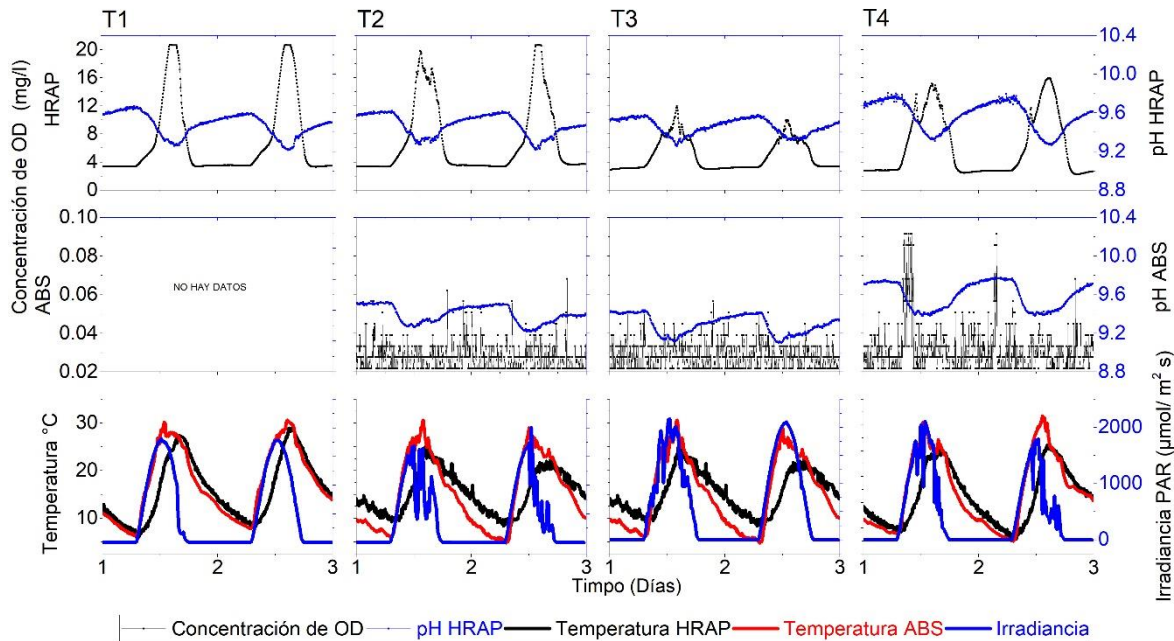 T1 T2 T3 T4
Concentración de OD (mg/l)
HRAP
ABS
20
16
12
8
4
0
10.4
10.0
9.6
9.2
8.8
pH HRAP
0.10
0.08
0.06
0.04
0.02
NO HAY DATOS
10.4
10.0
9.6
9.2
8.8
pH ABS
Temperatura °C
30
20
10
2000
1000
0
Irradiancia PAR (μmol/ m² s)
1 2 3 1 2 3 1 2 3 1 2 3
Timpo (Días)
Concentración de OD pH HRAP Temperatura HRAP Temperatura ABS Irradiancia